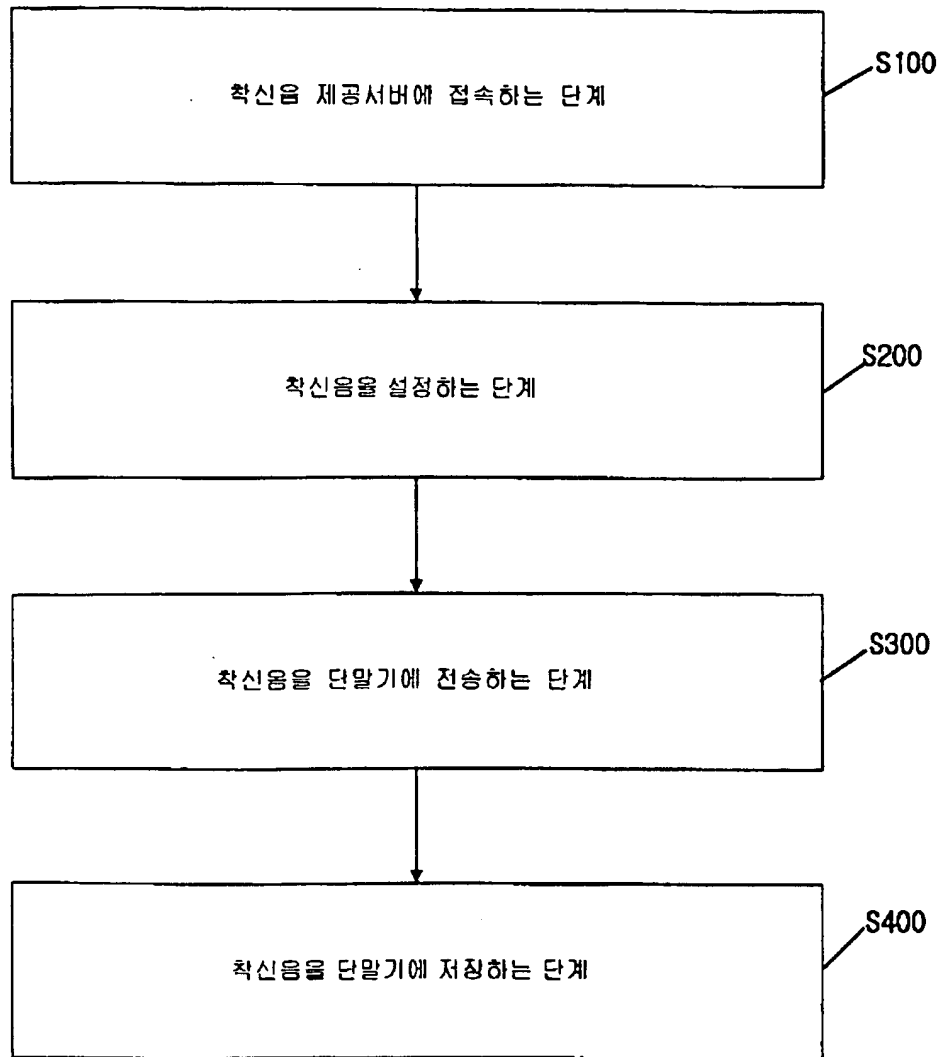 착신음 제공서버에 접속하는 단계
S100
착신음을 설정하는 단계
S200
착신음을 단말기에 전송하는 단계
S300
착신음을 단말기에 저장하는 단계
S400